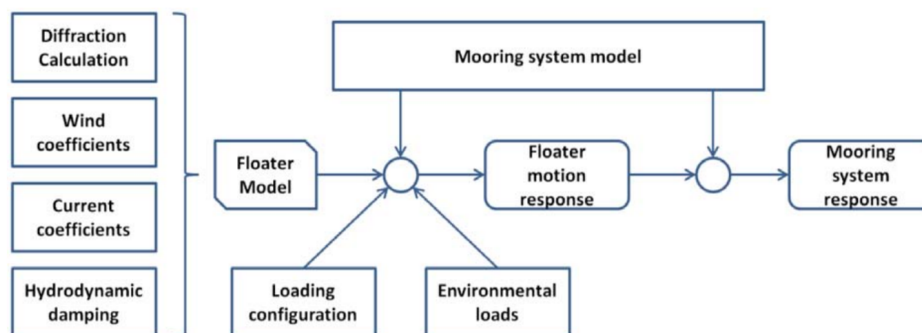 Diffraction
Calculation
Wind
coefficients
Current
coefficients
Hydrodynamic
damping
Mooring system model
Floater
Model
Floater
motion
response
Mooring
system
response
Loading
configuration
Environmental
loads